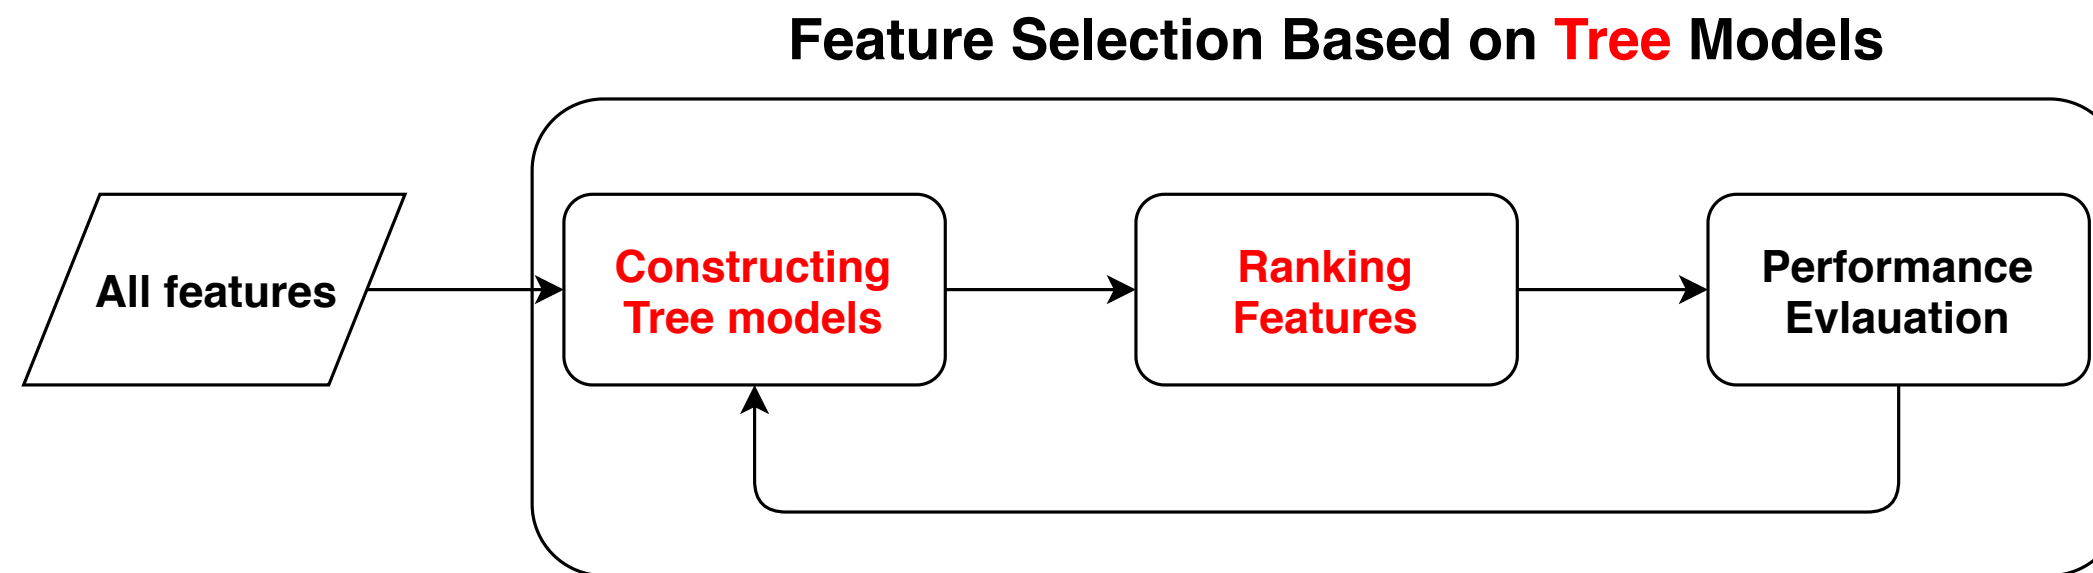 Feature Selection Based on Tree Models
All features
Constructing
Tree models
Ranking
Features
Performance
Evlauation